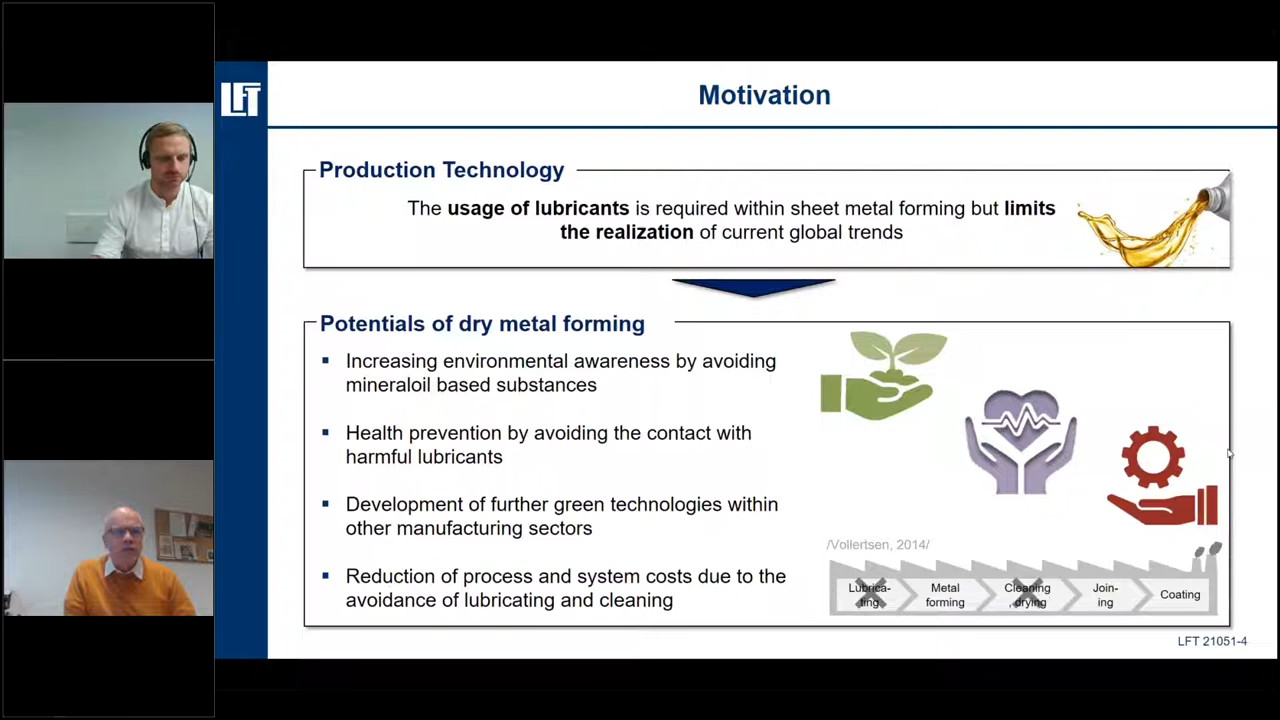 LFT
Motivation
Production Technology
The usage of lubricants is required within sheet metal forming but limits
the realization of current global trends
Potentials of dry metal forming
Increasing environmental awareness by avoiding
mineraloil based substances
Health prevention by avoiding the contact with
harmful lubricants
Development of further green technologies within
other manufacturing sectors
Reduction of process and system costs due to the
avoidance of lubricating and cleaning
/Vollertsen, 2014/
Lubrica-
ting
Metal
forming
Cleaning
, drying
Join-
ing
Coating
LFT 21051-4